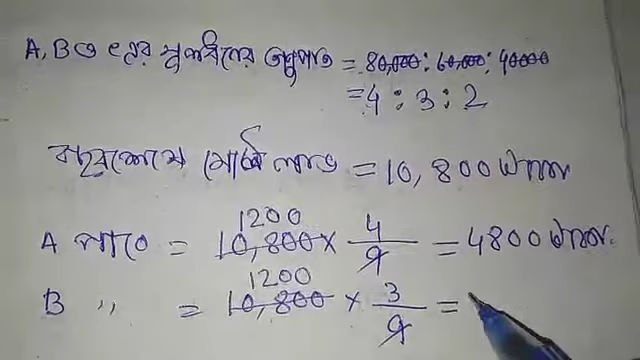 A, B ও C এর মূলধনের অনুপাত = 80,000 : 60,000 : 40000
= 4 : 3 : 2
বছরশেষে মোট লাভ = 10,800 টাকা
1200
A পাবে = 10,800 × 4/9 = 4800 টাকা
1200
B ,, = 10,800 × 3/9 =